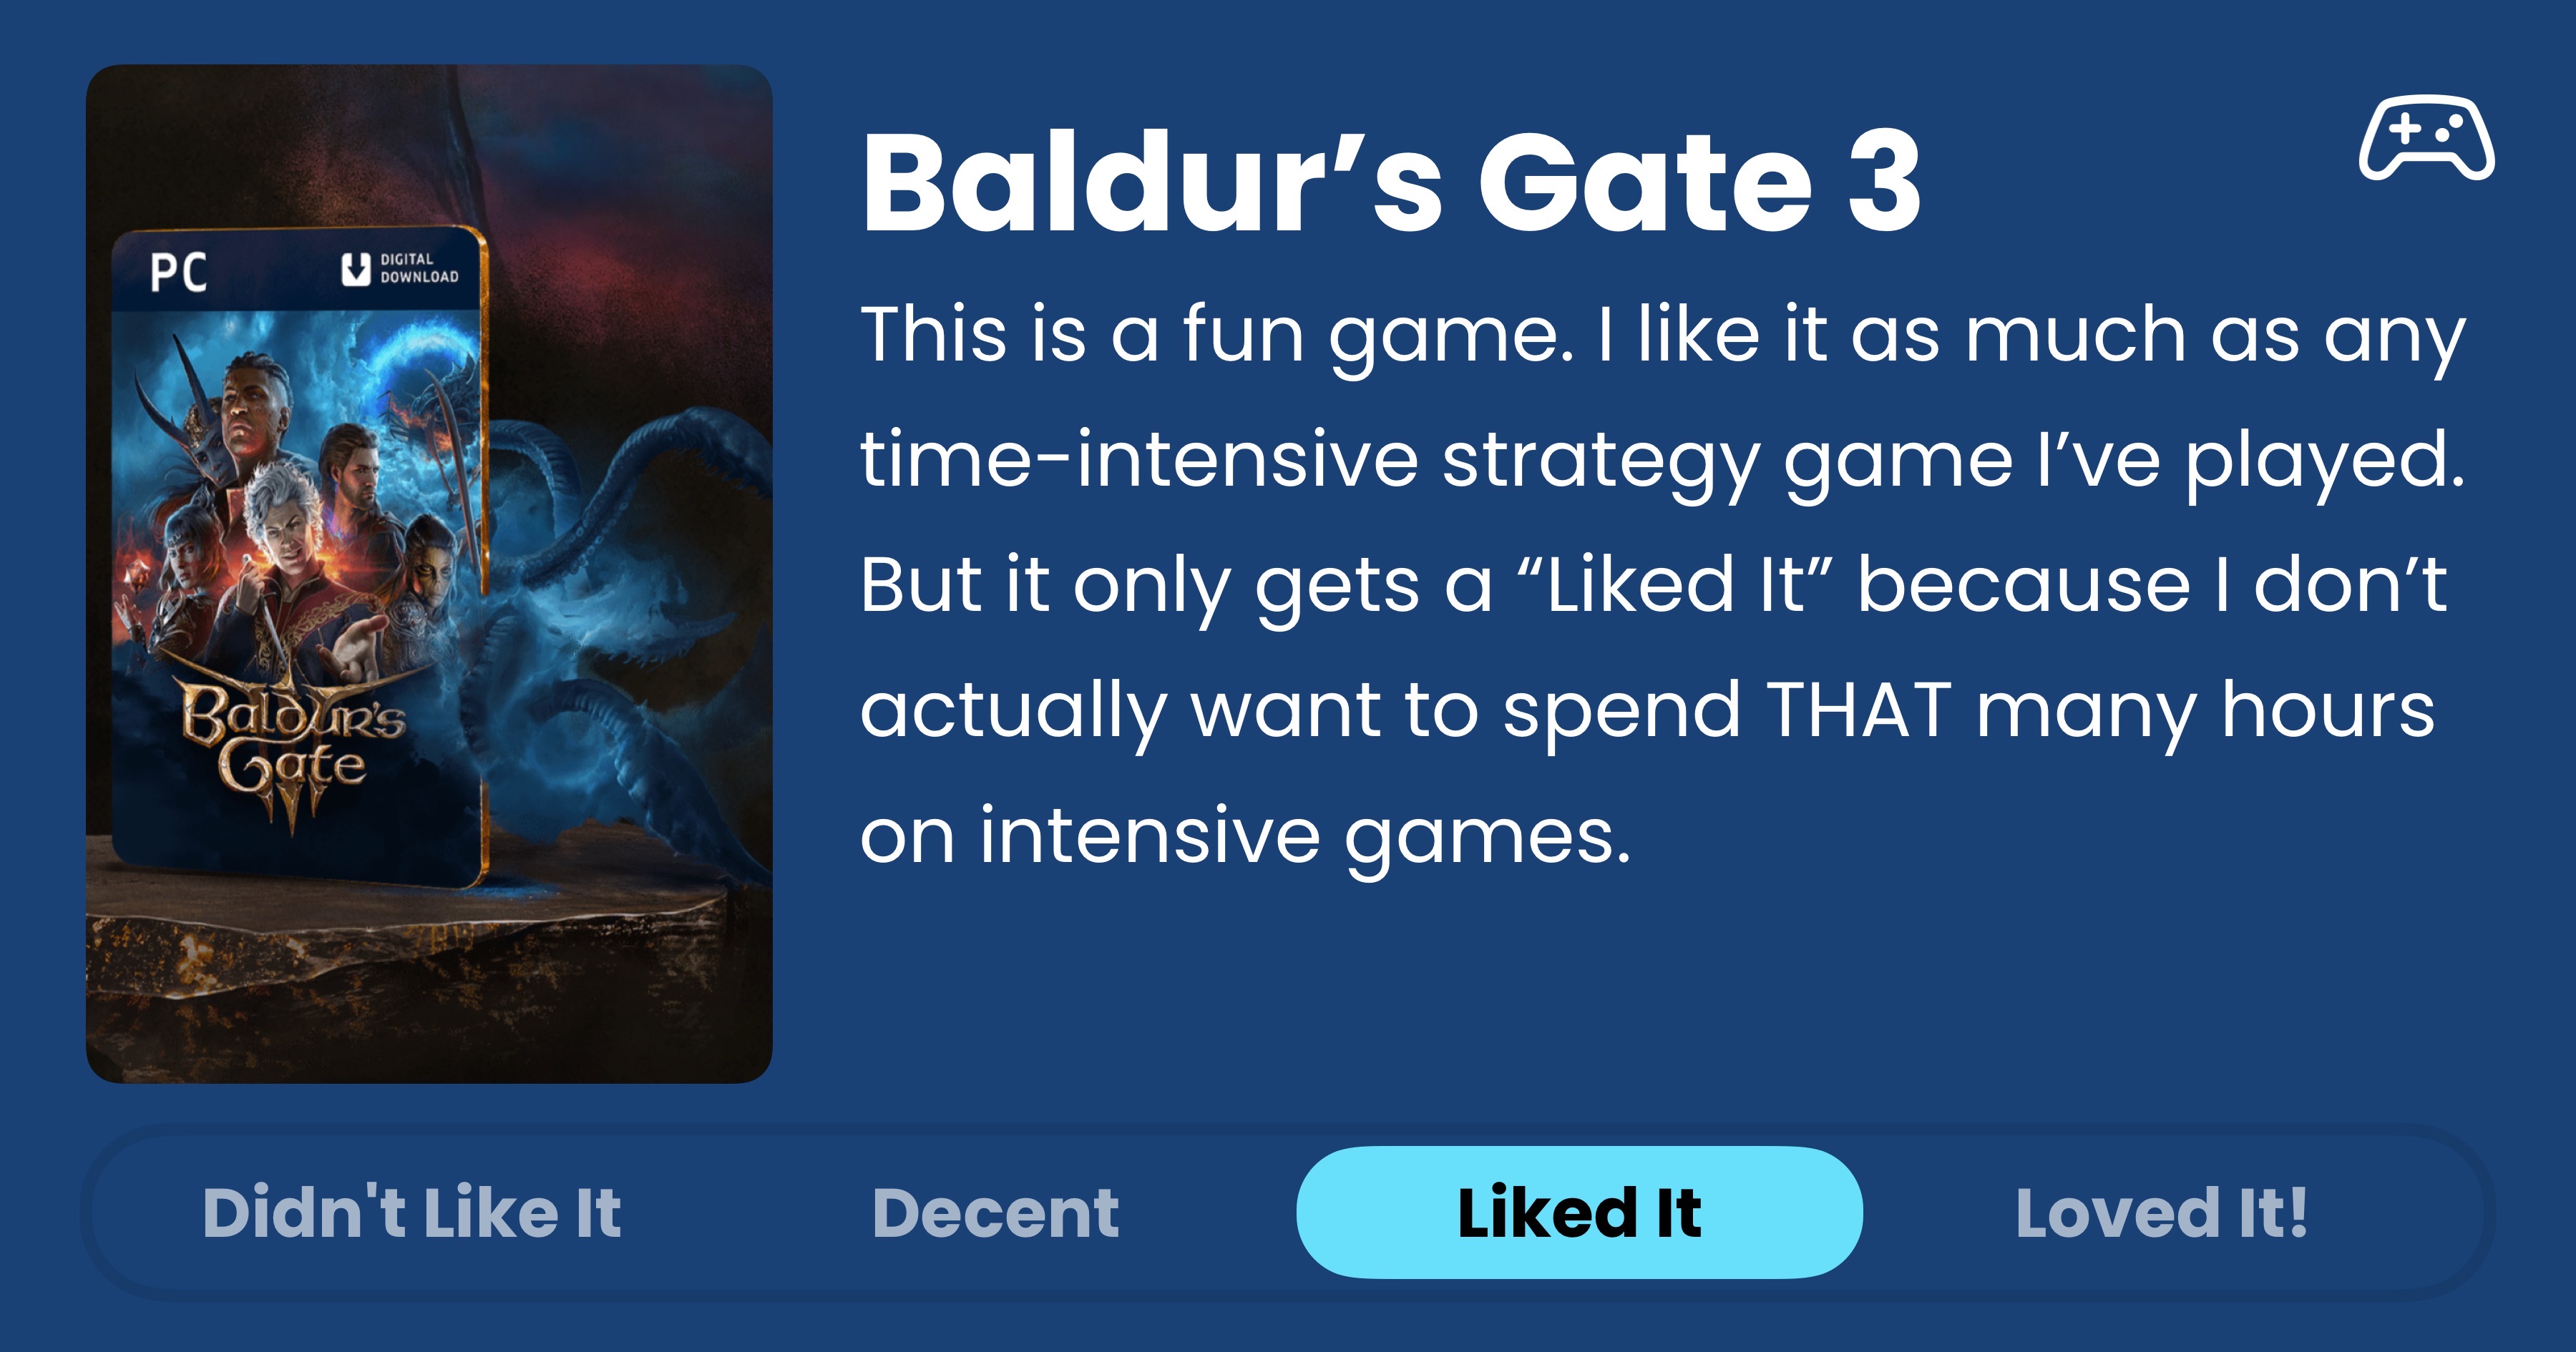 Baldur’s Gate 3
This is a fun game. I like it as much as any
time-intensive strategy game I’ve played.
But it only gets a “Liked It” because I don’t
actually want to spend THAT many hours
on intensive games.
PC
DIGITAL
DOWNLOAD
Baldur's
Gate
Didn't Like It
Decent
Liked It
Loved It!